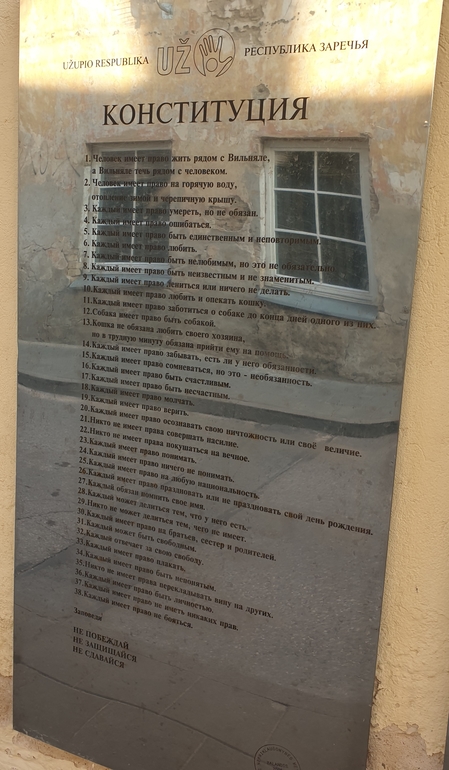 UŽUPIO RESPUBLIKA
UŽ
РЕСПУБЛИКА ЗАРЕЧЬЯ
КОНСТИТУЦИЯ
1. Человек имеет право жить рядом с Вильняле,
а Вильняле течь рядом с человеком.
2. Человек имеет право на горячую воду,
отопление зимой и черепичную крышу.
3. Каждый имеет право умереть, но не обязан.
4. Каждый имеет право ошибаться.
5. Каждый имеет право быть единственным и неповторимым.
6. Каждый имеет право любить.
7. Каждый имеет право быть нелюбимым, но это не обязательно.
8. Каждый имеет право быть неизвестным и не знаменитым.
9. Каждый имеет право лениться или ничего не делать.
10. Каждый имеет право любить и опекать кошку.
11. Каждый имеет право заботиться о собаке до конца дней одного из них.
12. Собака имеет право быть собакой.
13. Кошка не обязана любить своего хозяина,
но в трудную минуту обязана прийти ему на помощь.
14. Каждый имеет право забывать, есть ли у него обязанности.
15. Каждый имеет право сомневаться, но это - необязанность.
16. Каждый имеет право быть счастливым.
17. Каждый имеет право быть несчастным.
18. Каждый имеет право молчать.
19. Каждый имеет право верить.
20. Каждый имеет право осознавать свою ничтожность или своё величие.
21. Никто не имеет права совершать насилие.
22. Никто не имеет права покушаться на вечное.
23. Каждый имеет право понимать.
24. Каждый имеет право ничего не понимать.
25. Каждый имеет право на любую национальность.
26. Каждый имеет право праздновать или не праздновать свой день рождения.
27. Каждый обязан помнить свое имя.
28. Каждый может делиться тем, что у него есть.
29. Никто не может делиться тем, чего не имеет.
30. Каждый имеет право на братьев, сестер и родителей.
31. Каждый может быть свободным.
32. Каждый отвечает за свою свободу.
33. Каждый имеет право плакать.
34. Каждый имеет право быть непонятым.
35. Никто не имеет права перекладывать вину на других.
36. Каждый имеет право быть личностью.
37. Каждый имеет право не иметь никаких прав.
38. Каждый имеет право не бояться.
Заповеди
НЕ ПОБЕЖДАЙ
НЕ ЗАЩИЩАЙСЯ
НЕ СДАВАЙСЯ